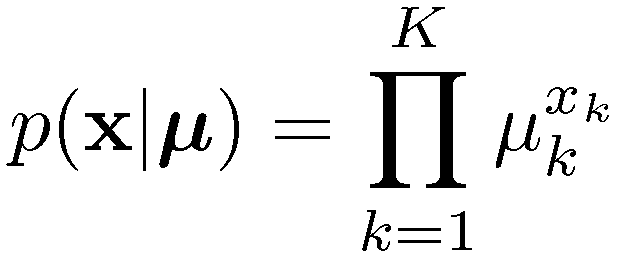 p(𝐱|𝛍) = ∏_{k=1}^{K} μ_k^{x_k}